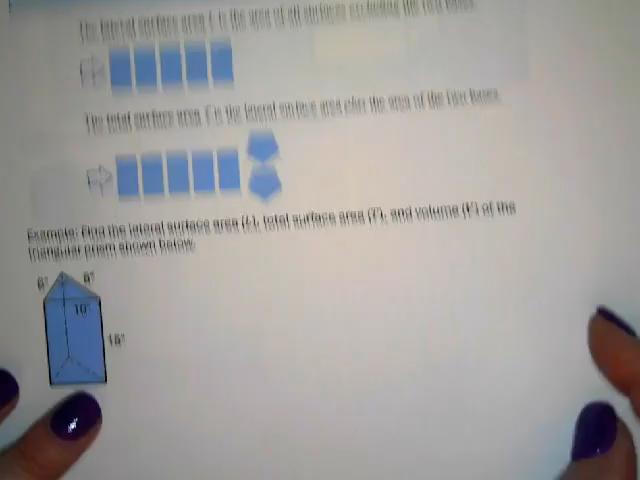 The lateral surface area L is the area of all surfaces excluding the two bases.
The total surface area T is the lateral surface area plus the area of the two bases.
Example: Find the lateral surface area (L), total surface area (T), and volume (V) of the
triangular prism shown below.
6" 8"
10"
15"